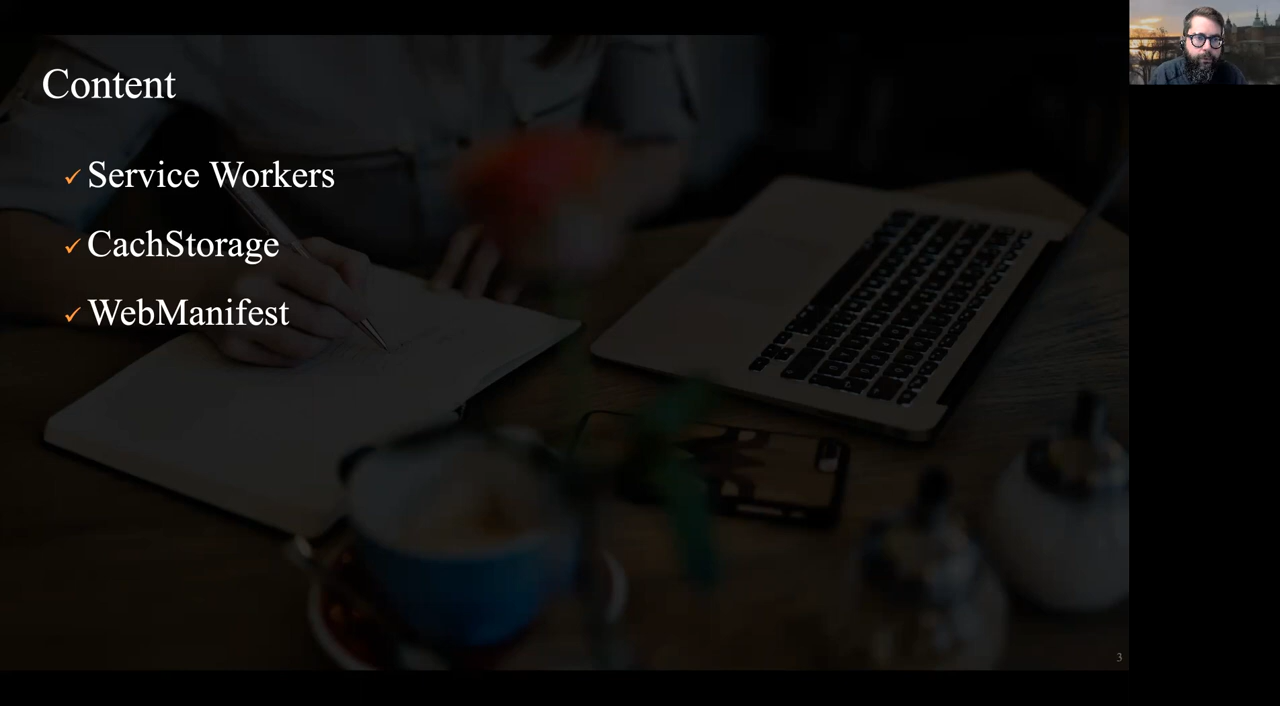 Content
✓ Service Workers
✓ CachStorage
✓ WebManifest
3